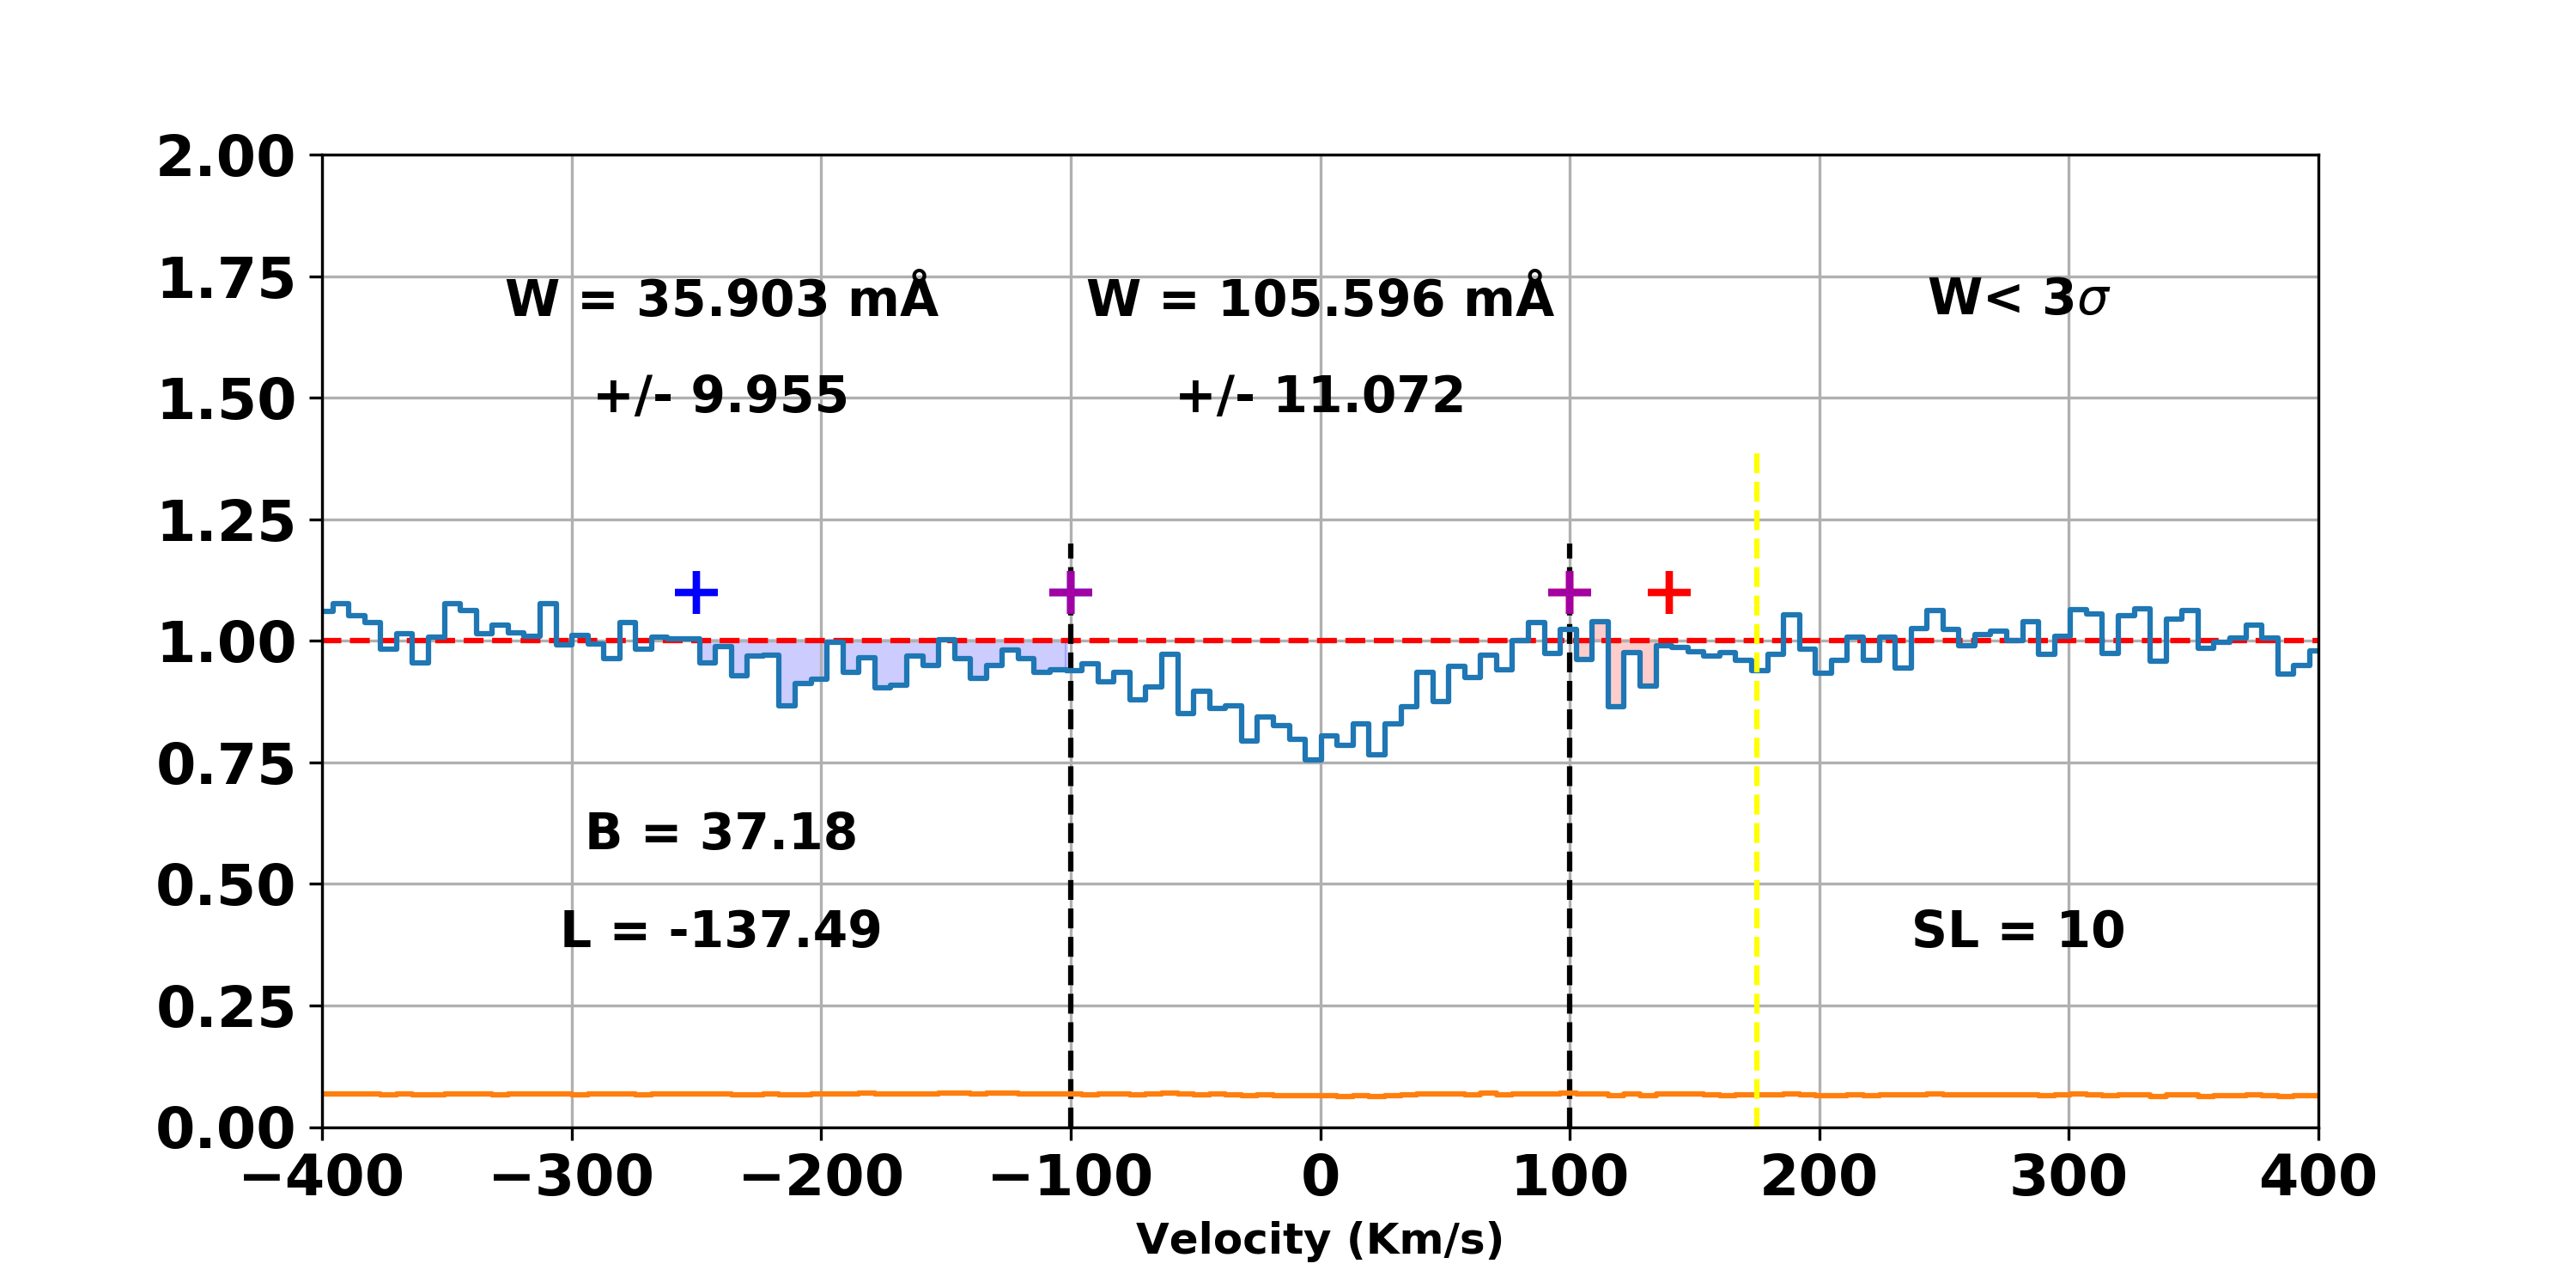 2.00
1.75
1.50
1.25
1.00
0.75
0.50
0.25
0.00
W = 35.903 mÅ
+/- 9.955
W = 105.596 mÅ
+/- 11.072
W< 3σ
B = 37.18
L = -137.49
SL = 10
−400 −300 −200 −100 0 100 200 300 400
Velocity (Km/s)